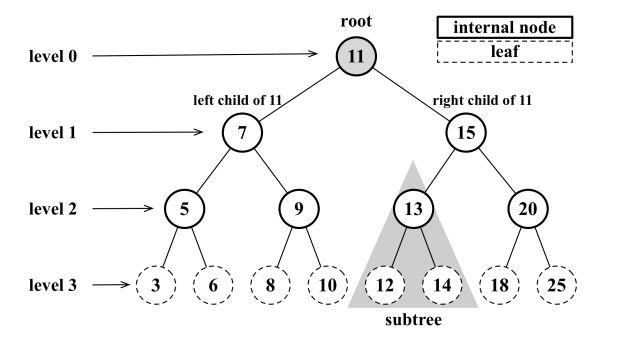 root
internal node
leaf
level 0
11
left child of 11
right child of 11
level 1
7
15
level 2
5
9
13
20
level 3
3
6
8
10
12
14
18
25
subtree